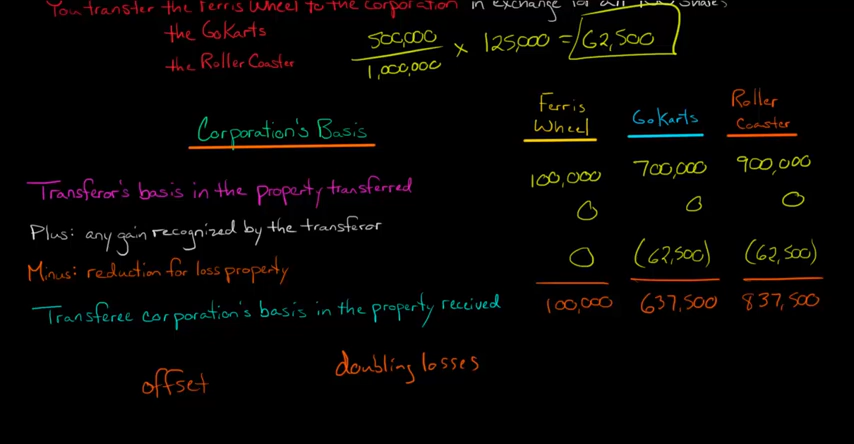 You transfer the Ferris Wheel to the corporation in exchange for all
the GoKarts
the Roller Coaster
500,000
1,000,000
× 125,000 = 62,500
Corporation's Basis
Ferris Wheel
GoKarts
Roller Coaster
Transferor's basis in the property transferred 100,000 700,000 900,000
Plus: any gain recognized by the transferor 0 0 0
Minus: reduction for loss property 0 (62,500) (62,500)
Transferee corporation's basis in the property received 100,000 637,500 837,500
doubling losses
offset